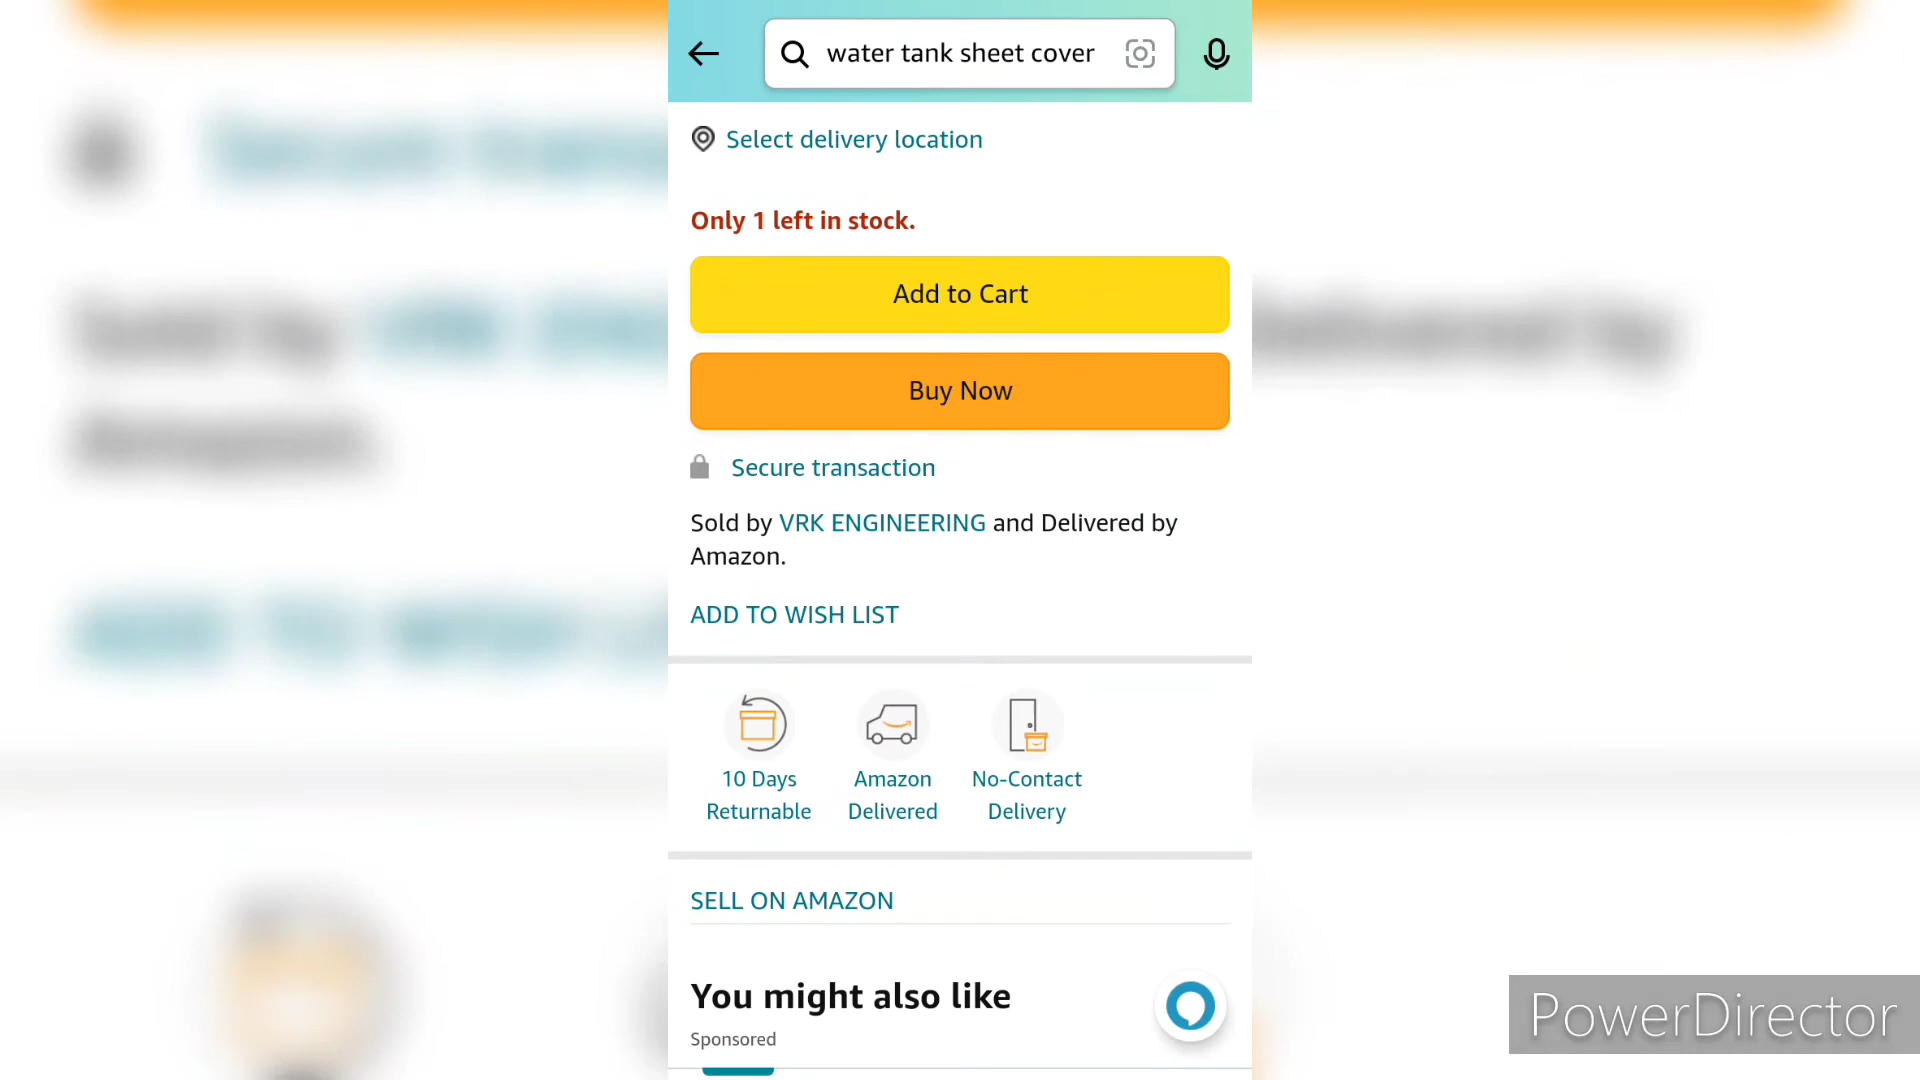 water tank sheet cover
Select delivery location
Only 1 left in stock.
Add to Cart
Buy Now
Secure transaction
Sold by VRK ENGINEERING and Delivered by
Amazon.
ADD TO WISH LIST
10 Days
Returnable
Amazon
Delivered
No-Contact
Delivery
SELL ON AMAZON
You might also like
Sponsored
PowerDirector